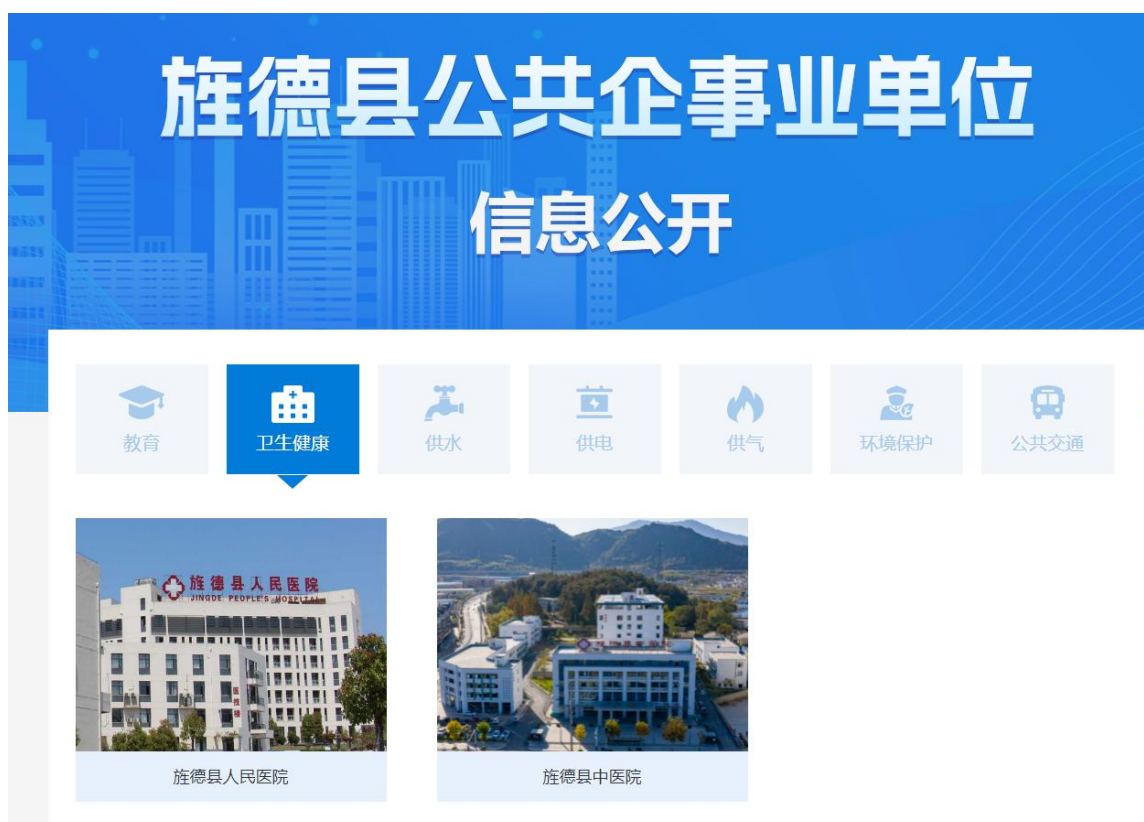 旌德县公共企事业单位
信息公开
教育
卫生健康
供水
供电
供气
环境保护
公共交通
旌德县人民医院
JINGDE PEOPLE'S HOSPITAL
医技楼
旌德县人民医院
旌德县中医院